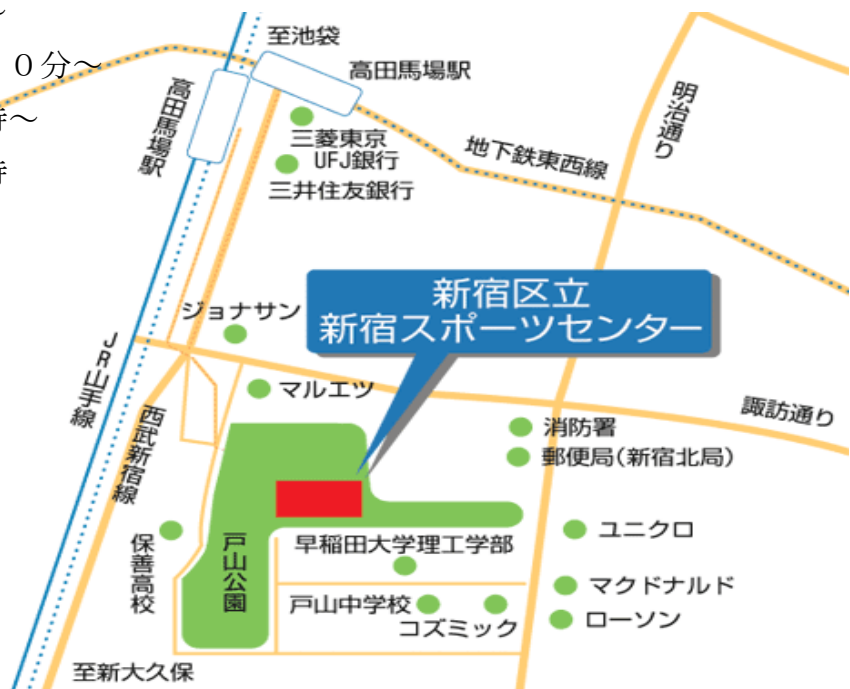 ～
至池袋
０分～
高田馬場駅
高田馬場駅
～
三菱東京
UFJ銀行
三井住友銀行
明治通り
地下鉄東西線
新宿区立
新宿スポーツセンター
ジョナサン
JR山手線
マルエツ
諏訪通り
西武新宿線
消防署
郵便局(新宿北局)
保善高校
戸山公園
早稲田大学理工学部
ユニクロ
戸山中学校
コズミック
マクドナルド
ローソン
至新大久保